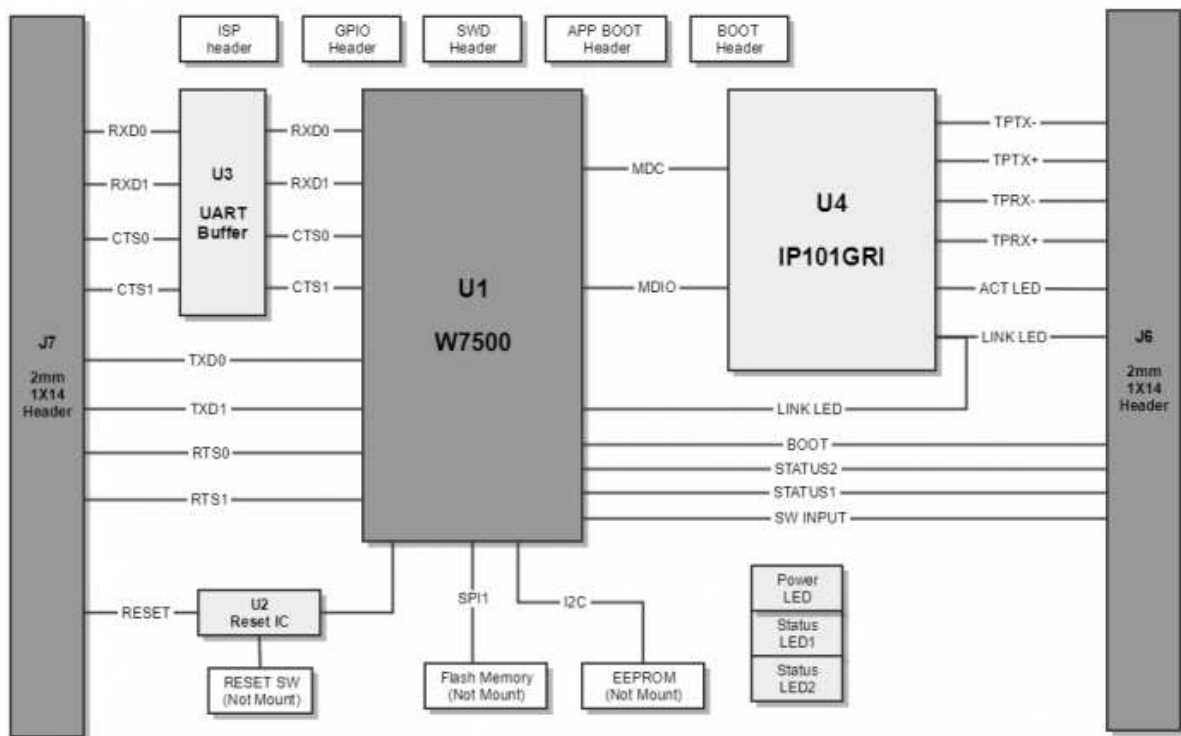 ISP
header
GPIO
Header
SWD
Header
APP BOOT
Header
BOOT
Header
RXD0
RXD1
CTS0
CTS1
U3
UART
Buffer
RXD0
RXD1
CTS0
CTS1
J7
2mm
1X14
Header
TXD0
TXD1
RTS0
RTS1
U1
W7500
MDC
MDIO
U4
IP101GRI
TPTX-
TPTX+
TPRX-
TPRX+
ACT LED
LINK LED
J6
2mm
1X14
Header
LINK LED
BOOT
STATUS2
STATUS1
SW INPUT
RESET
U2
Reset IC
RESET SW
(Not Mount)
SPI1
Flash Memory
(Not Mount)
I2C
EEPROM
(Not Mount)
Power
LED
Status
LED1
Status
LED2